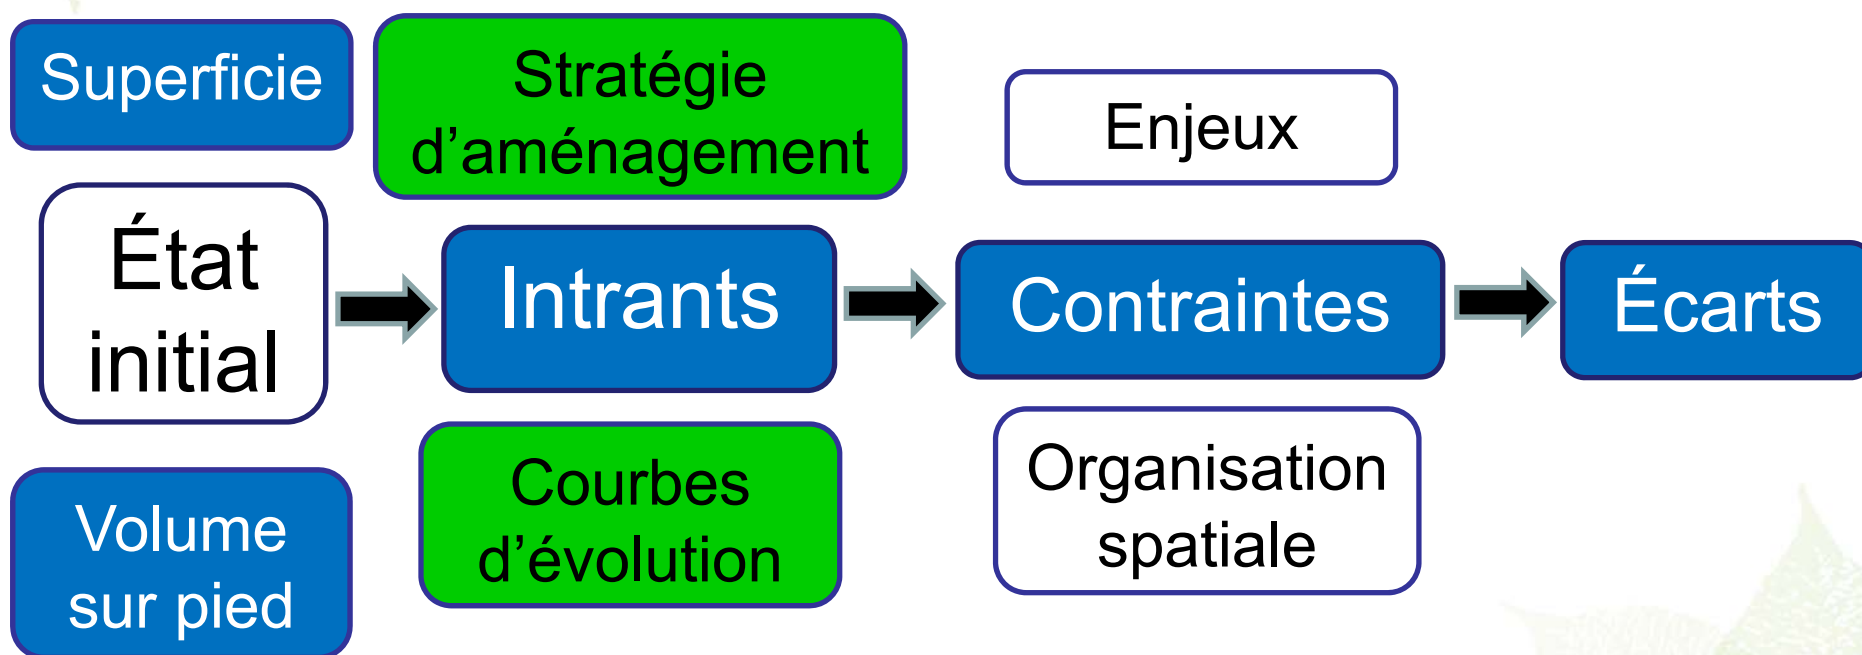 Superficie
Stratégie
d’aménagement
Enjeux
État
initial
Intrants
Contraintes
Écarts
Volume
sur pied
Courbes
d’évolution
Organisation
spatiale